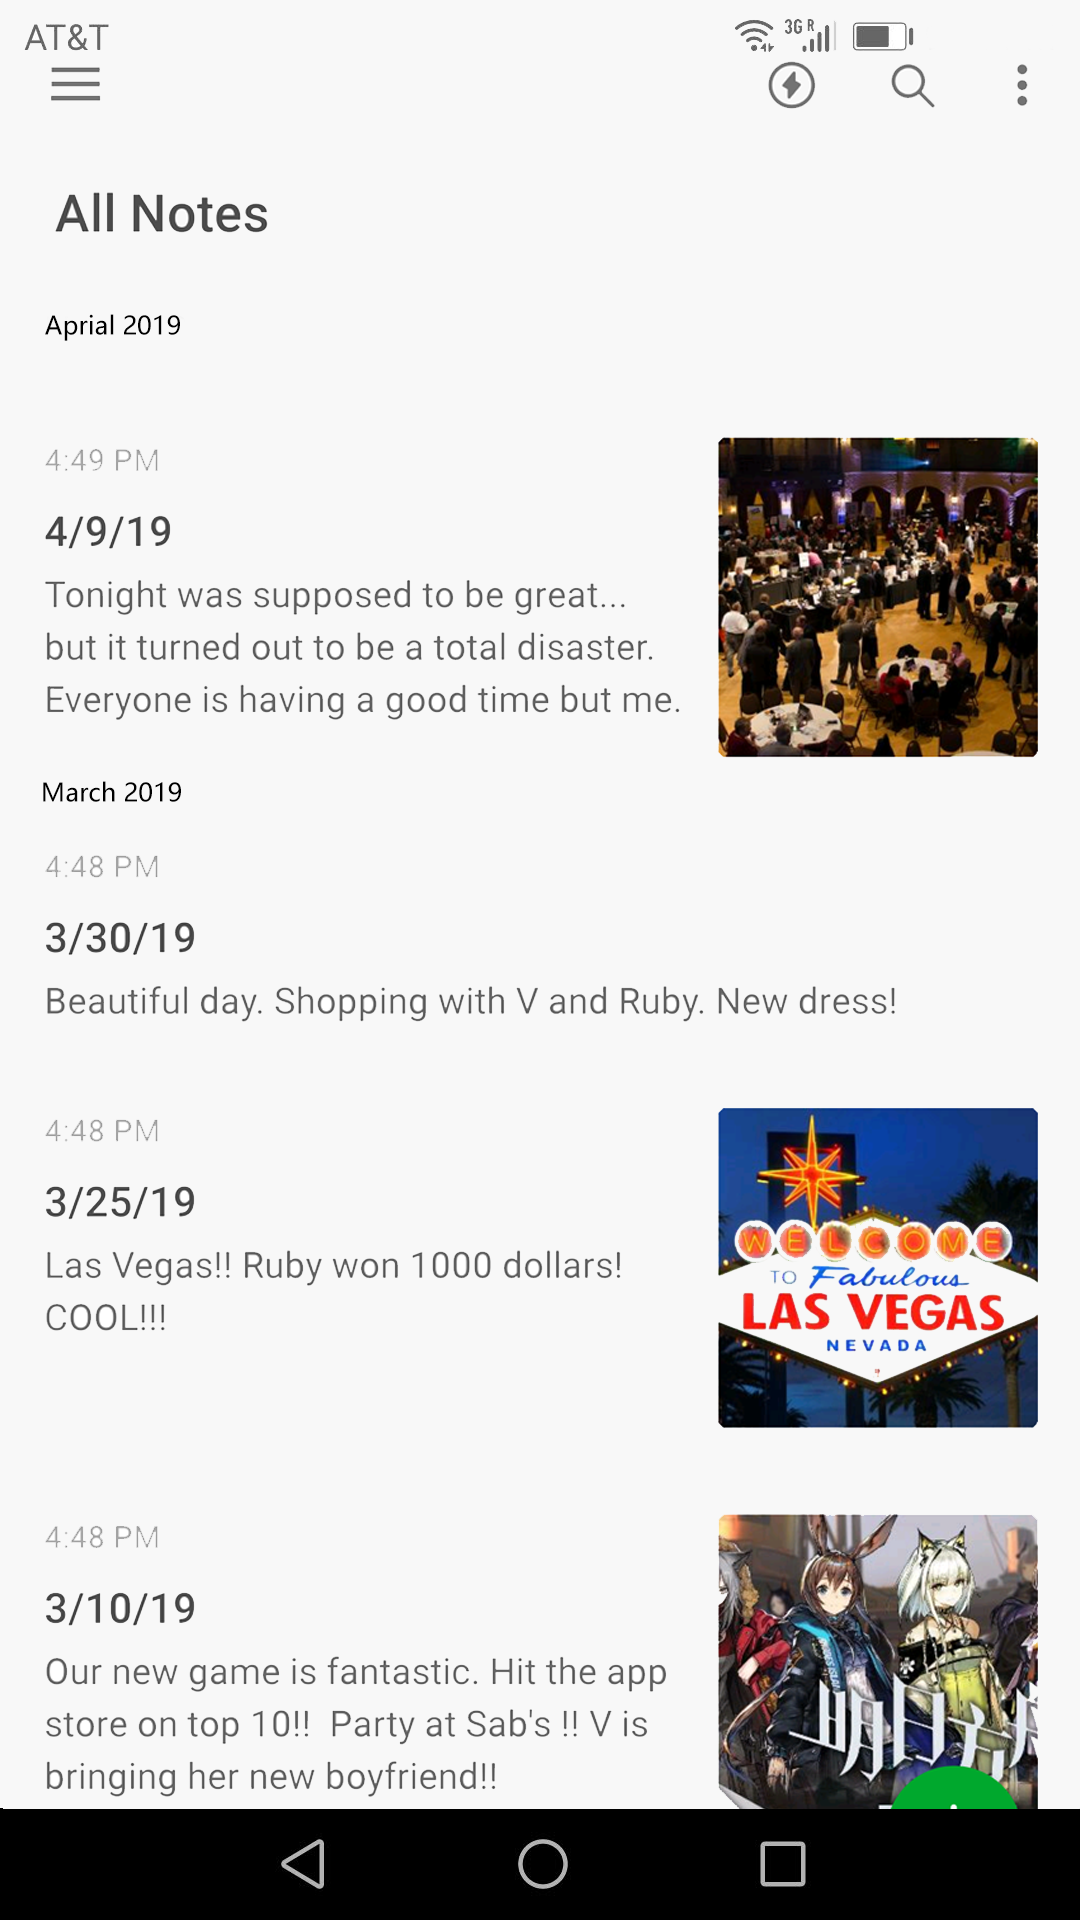 AT&T
3G R
All Notes
Aprial 2019
4:49 PM
4/9/19
Tonight was supposed to be great...
but it turned out to be a total disaster.
Everyone is having a good time but me.
March 2019
4:48 PM
3/30/19
Beautiful day. Shopping with V and Ruby. New dress!
4:48 PM
3/25/19
Las Vegas!! Ruby won 1000 dollars!
COOL!!!
WELCOME
TO Fabulous
LAS VEGAS
NEVADA
4:48 PM
3/10/19
Our new game is fantastic. Hit the app
store on top 10!!  Party at Sab's !! V is
bringing her new boyfriend!!
明日方